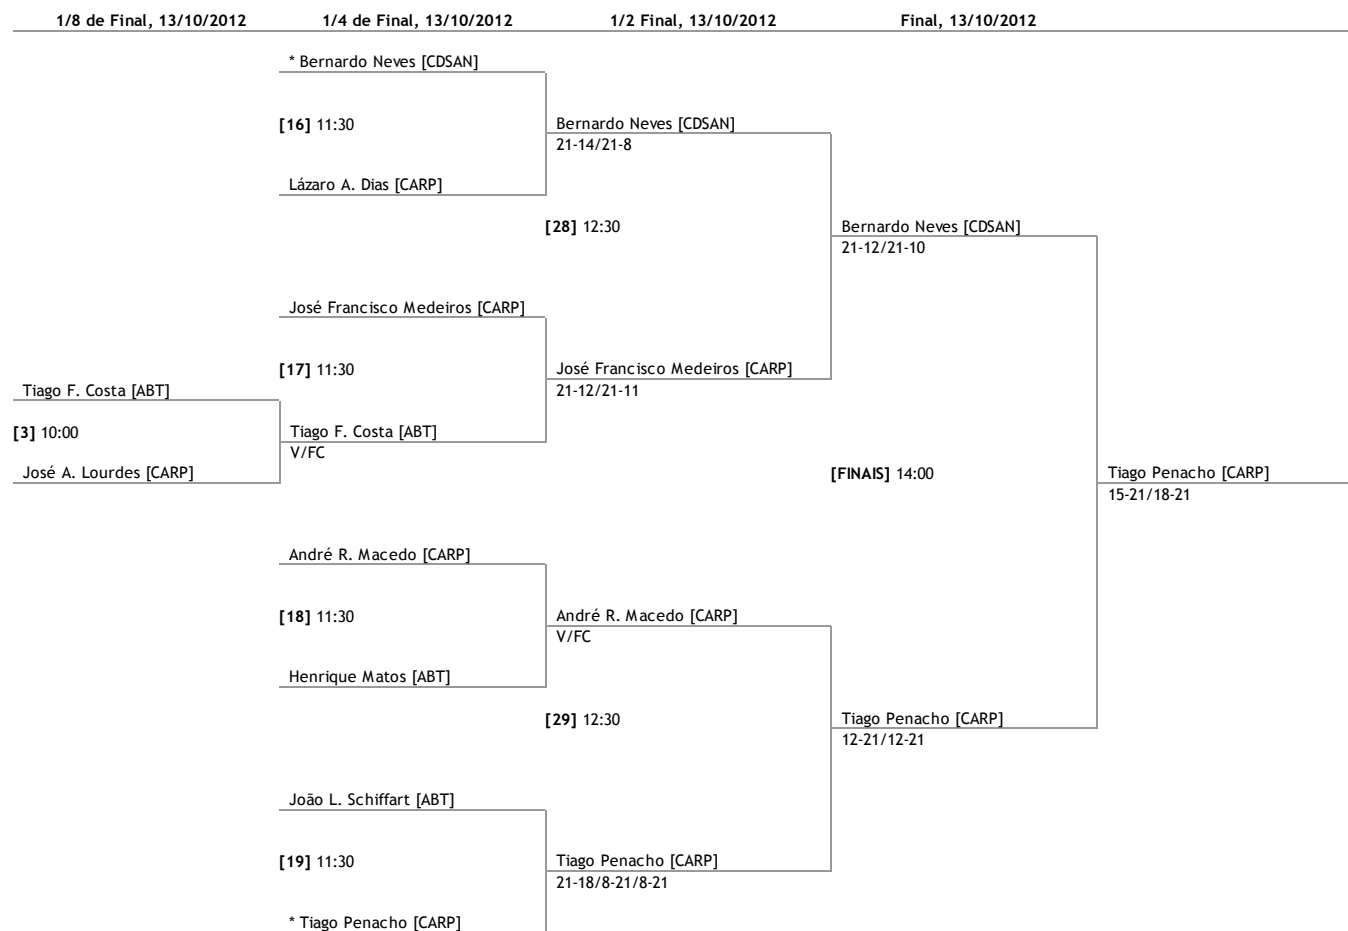 1/8 de Final, 13/10/2012 1/4 de Final, 13/10/2012 1/2 Final, 13/10/2012 Final, 13/10/2012
* Bernardo Neves [CDSAN]
[16] 11:30
Bernardo Neves [CDSAN]
21-14/21-8
Lázaro A. Dias [CARP]
[28] 12:30
Bernardo Neves [CDSAN]
21-12/21-10
José Francisco Medeiros [CARP]
[17] 11:30
José Francisco Medeiros [CARP]
21-12/21-11
Tiago F. Costa [ABT]
[3] 10:00
Tiago F. Costa [ABT]
V/FC
José A. Lourdes [CARP]
[FINAIS] 14:00
Tiago Penacho [CARP]
15-21/18-21
André R. Macedo [CARP]
[18] 11:30
André R. Macedo [CARP]
V/FC
Henrique Matos [ABT]
[29] 12:30
Tiago Penacho [CARP]
12-21/12-21
João L. Schiffart [ABT]
[19] 11:30
Tiago Penacho [CARP]
21-18/8-21/8-21
* Tiago Penacho [CARP]